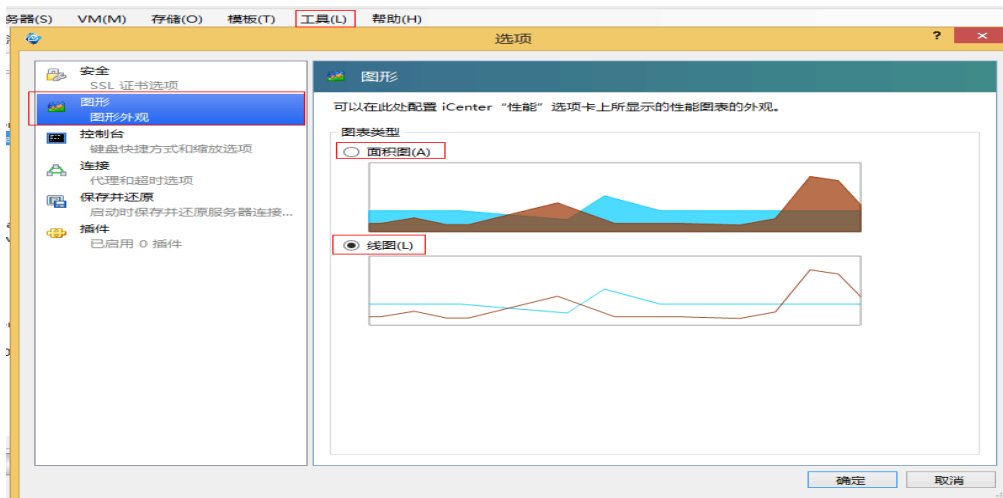 务器(S) VM(M) 存储(O) 模板(T) 工具(L) 帮助(H)
选项
? ×
安全
SSL 证书选项
图形
图形外观
控制台
键盘快捷方式和缩放选项
连接
代理和超时选项
保存并还原
启动时保存并还原服务器连接...
插件
已启用 0 插件
图形
可以在此处配置 iCenter “性能” 选项卡上所显示的性能图表的外观。
图表类型
面积图(A)
线图(L)
确定 取消